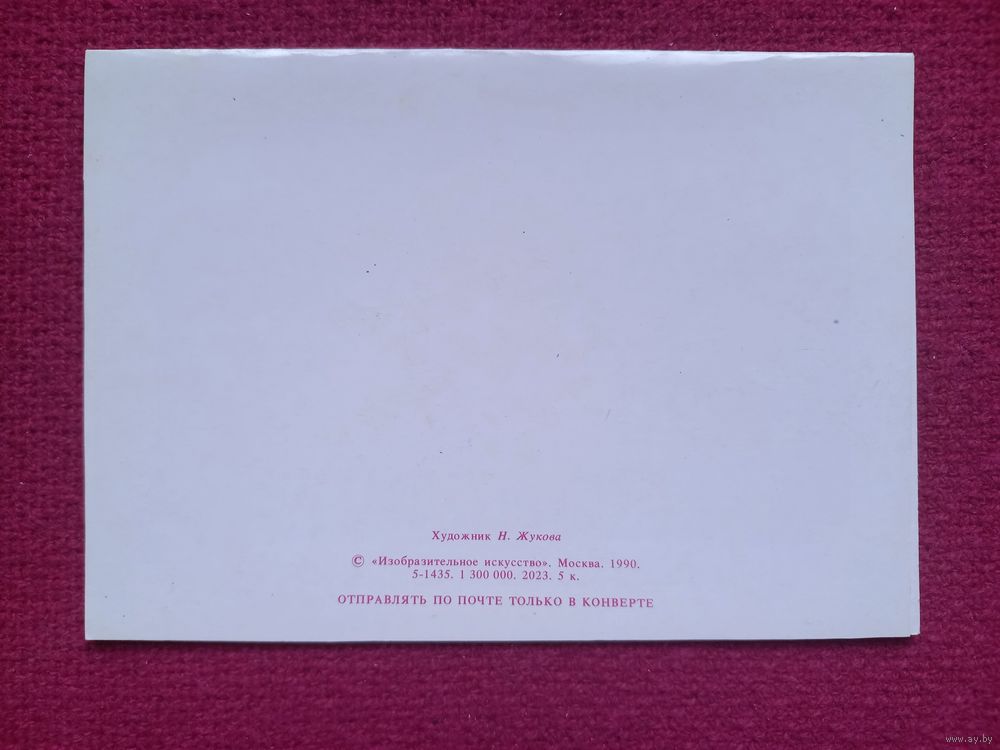 Художник Н. Жукова
© «Изобразительное искусство». Москва. 1990.
5-1435. 1 300 000. 2023. 5 к.
ОТПРАВЛЯТЬ ПО ПОЧТЕ ТОЛЬКО В КОНВЕРТЕ
www.ay.by